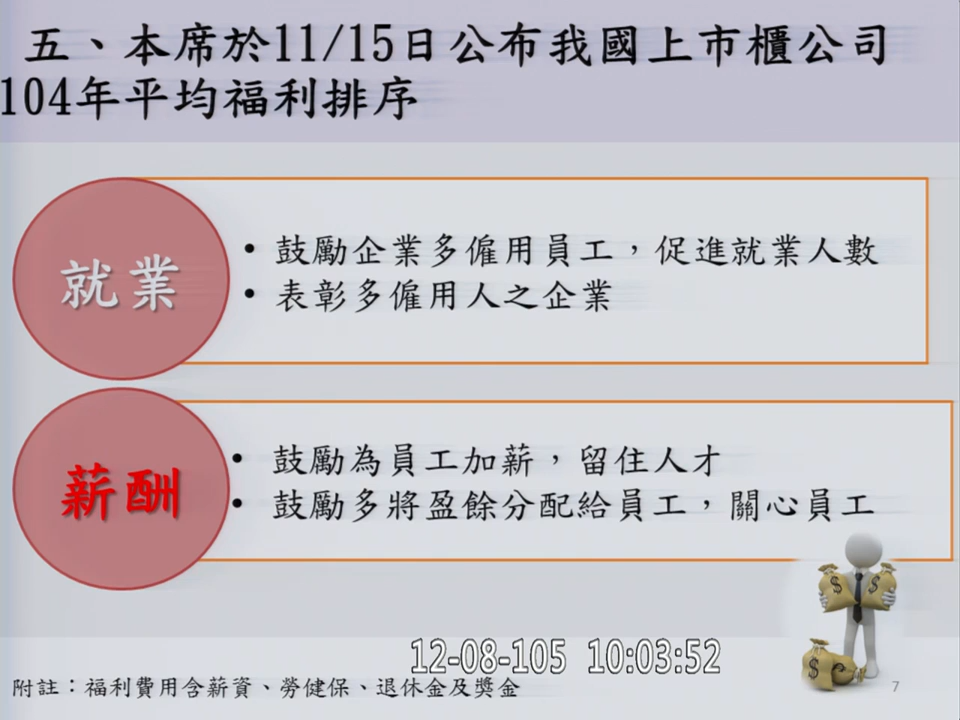 五、本席於11/15日公布我國上市櫃公司
104年平均福利排序
就業
• 鼓勵企業多僱用員工，促進就業人數
• 表彰多僱用人之企業
薪酬
• 鼓勵為員工加薪，留住人才
• 鼓勵多將盈餘分配給員工，關心員工
$ $
$
12-08-105 10:03:52
附註：福利費用含薪資、勞健保、退休金及獎金
7